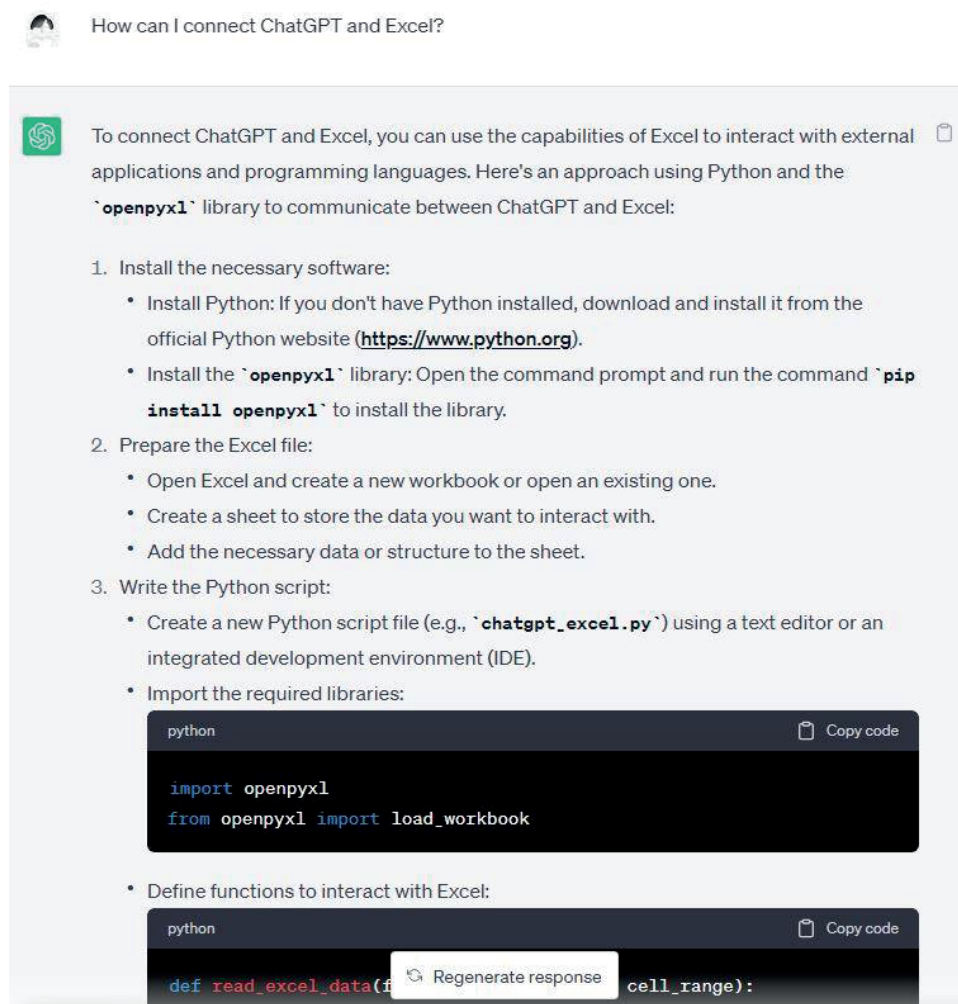 How can I connect ChatGPT and Excel?
To connect ChatGPT and Excel, you can use the capabilities of Excel to interact with external
applications and programming languages. Here's an approach using Python and the
`openpyxl` library to communicate between ChatGPT and Excel:
1. Install the necessary software:
• Install Python: If you don't have Python installed, download and install it from the
official Python website (https://www.python.org).
• Install the `openpyxl` library: Open the command prompt and run the command `pip
install openpyxl` to install the library.
2. Prepare the Excel file:
• Open Excel and create a new workbook or open an existing one.
• Create a sheet to store the data you want to interact with.
• Add the necessary data or structure to the sheet.
3. Write the Python script:
• Create a new Python script file (e.g., `chatgpt_excel.py`) using a text editor or an
integrated development environment (IDE).
• Import the required libraries:
python Copy code
import openpyxl
from openpyxl import load_workbook
• Define functions to interact with Excel:
python Copy code
def read_excel_data( cell_range):
Regenerate response